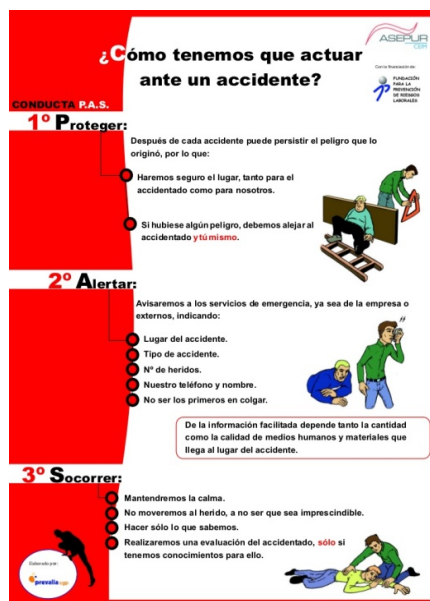 ASEPUR
¿Cómo tenemos que actuar
ante un accidente?
Con la financiación de:
FUNDACIÓN
PARA LA
PREVENCIÓN
DE RIESGOS
LABORALES
CONDUCTA P.A.S.
1º Proteger:
Después de cada accidente puede persistir el peligro que lo
originó, por lo que:
Haremos seguro el lugar, tanto para el
accidentado como para nosotros.
Si hubiese algún peligro, debemos alejar al
accidentado y tú mismo.
2º Alertar:
Avisaremos a los servicios de emergencia, ya sea de la empresa o
externos, indicando:
Lugar del accidente.
Tipo de accidente.
Nº de heridos.
Nuestro teléfono y nombre.
No ser los primeros en colgar.
De la información facilitada depende tanto la cantidad
como la calidad de medios humanos y materiales que
llega al lugar del accidente.
3º Socorrer:
Mantendremos la calma.
No moveremos al herido, a no ser que sea imprescindible.
Hacer sólo lo que sabemos.
Realizaremos una evaluación del accidentado, sólo si
tenemos conocimientos para ello.
Elaborado por:
prevalia